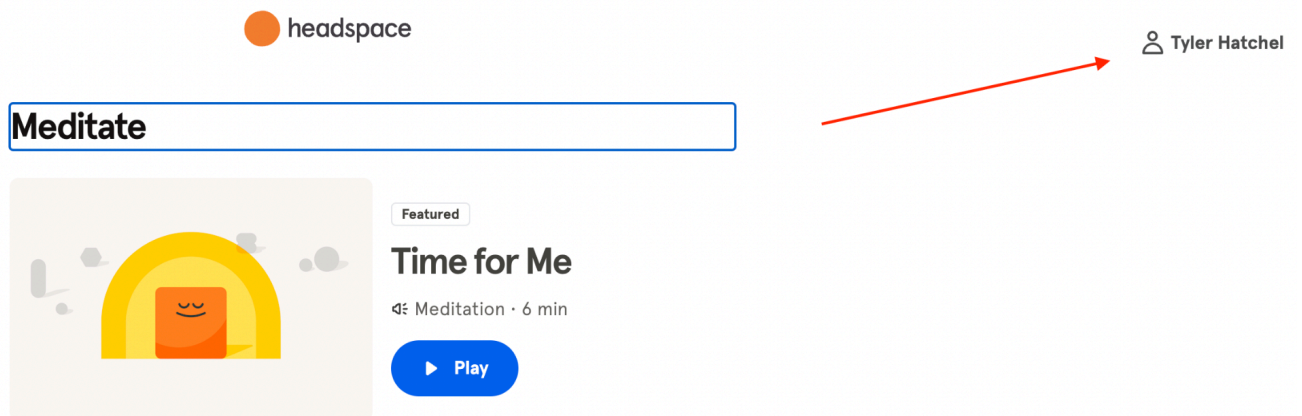 headspace
Tyler Hatchel
Meditate
Featured
Time for Me
Meditation · 6 min
Play